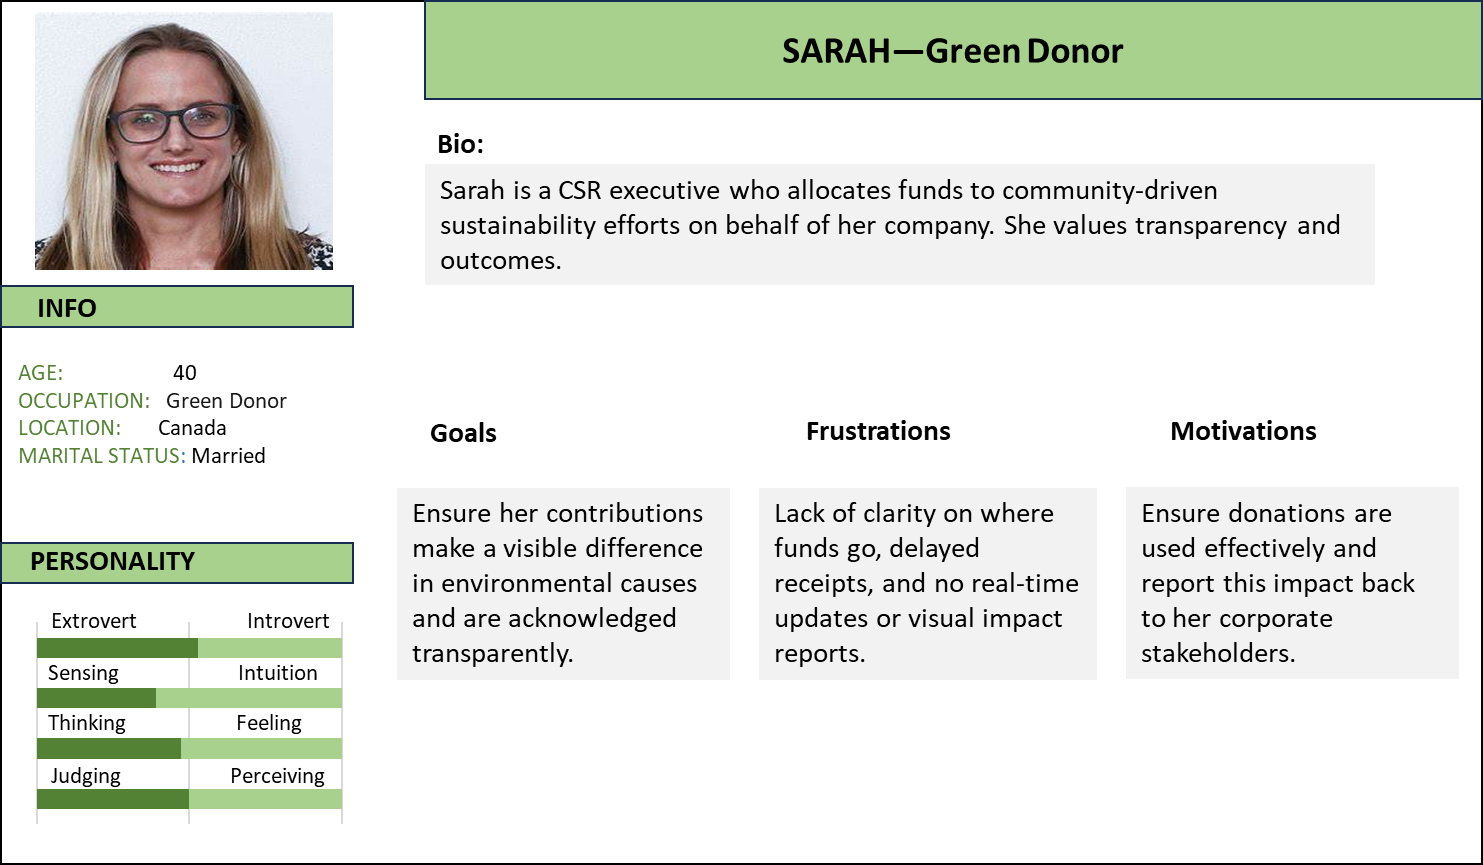 SARAH—Green Donor
Bio:
Sarah is a CSR executive who allocates funds to community-driven
sustainability efforts on behalf of her company. She values transparency and
outcomes.
INFO
AGE: 40
OCCUPATION: Green Donor
LOCATION: Canada
MARITAL STATUS: Married
PERSONALITY
Extrovert Introvert
Sensing Intuition
Thinking Feeling
Judging Perceiving
Goals
Ensure her contributions
make a visible difference
in environmental causes
and are acknowledged
transparently.
Frustrations
Lack of clarity on where
funds go, delayed
receipts, and no real-time
updates or visual impact
reports.
Motivations
Ensure donations are
used effectively and
report this impact back
to her corporate
stakeholders.